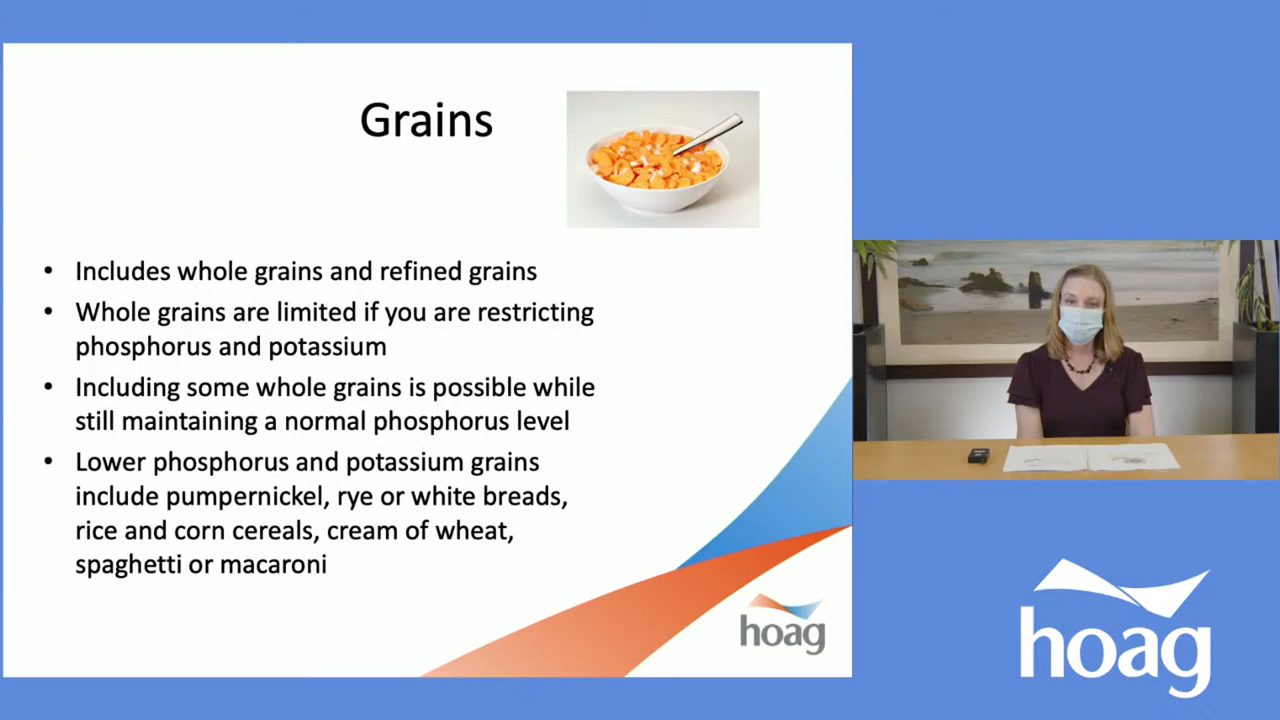 Grains
• Includes whole grains and refined grains
• Whole grains are limited if you are restricting
phosphorus and potassium
• Including some whole grains is possible while
still maintaining a normal phosphorus level
• Lower phosphorus and potassium grains
include pumpernickel, rye or white breads,
rice and corn cereals, cream of wheat,
spaghetti or macaroni
hoag
hoag